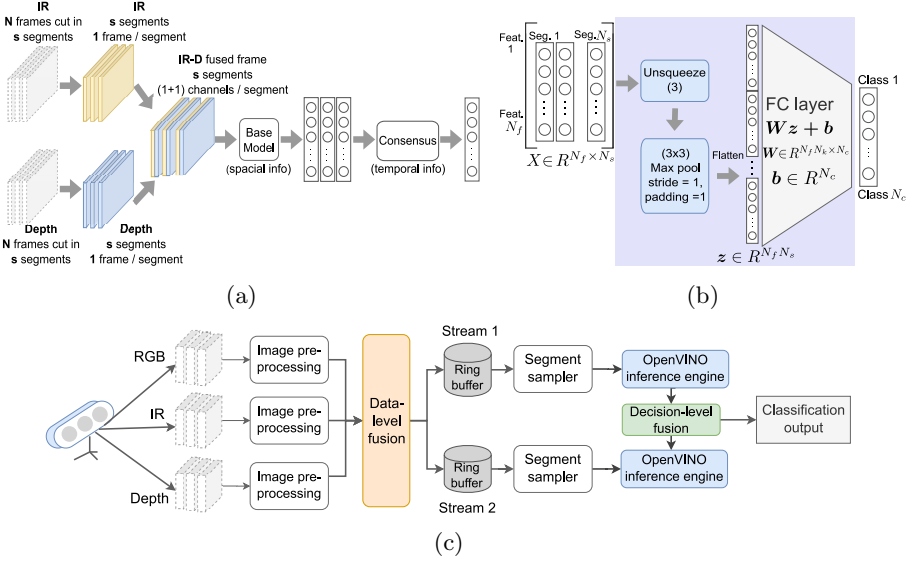 IR
N frames cut in
s segments
IR
s segments
1 frame / segment
IR-D fused frame
s segments
(1+1) channels / segment
Base
Model
(spacial info)
Consensus
(temporal info)
Depth
N frames cut in
s segments
Depth
s segments
1 frame / segment
(a)
Feat.
1
Seg. 1
Seg. N_s
Feat.
N_f
X ∈ R^{N_f × N_s}
Unsqueeze
(3)
(3x3)
Max pool
stride = 1,
padding =1
Flatten
z ∈ R^{N_f N_s}
FC layer
Wz + b
W ∈ R^{N_f N_k × N_c}
b ∈ R^{N_c}
Class 1
Class N_c
(b)
RGB
IR
Depth
Image pre-
processing
Image pre-
processing
Image pre-
processing
Data-
level
fusion
Stream 1
Ring
buffer
Segment
sampler
OpenVINO
inference engine
Decision-level
fusion
Classification
output
Ring
buffer
Stream 2
Segment
sampler
OpenVINO
inference engine
(c)